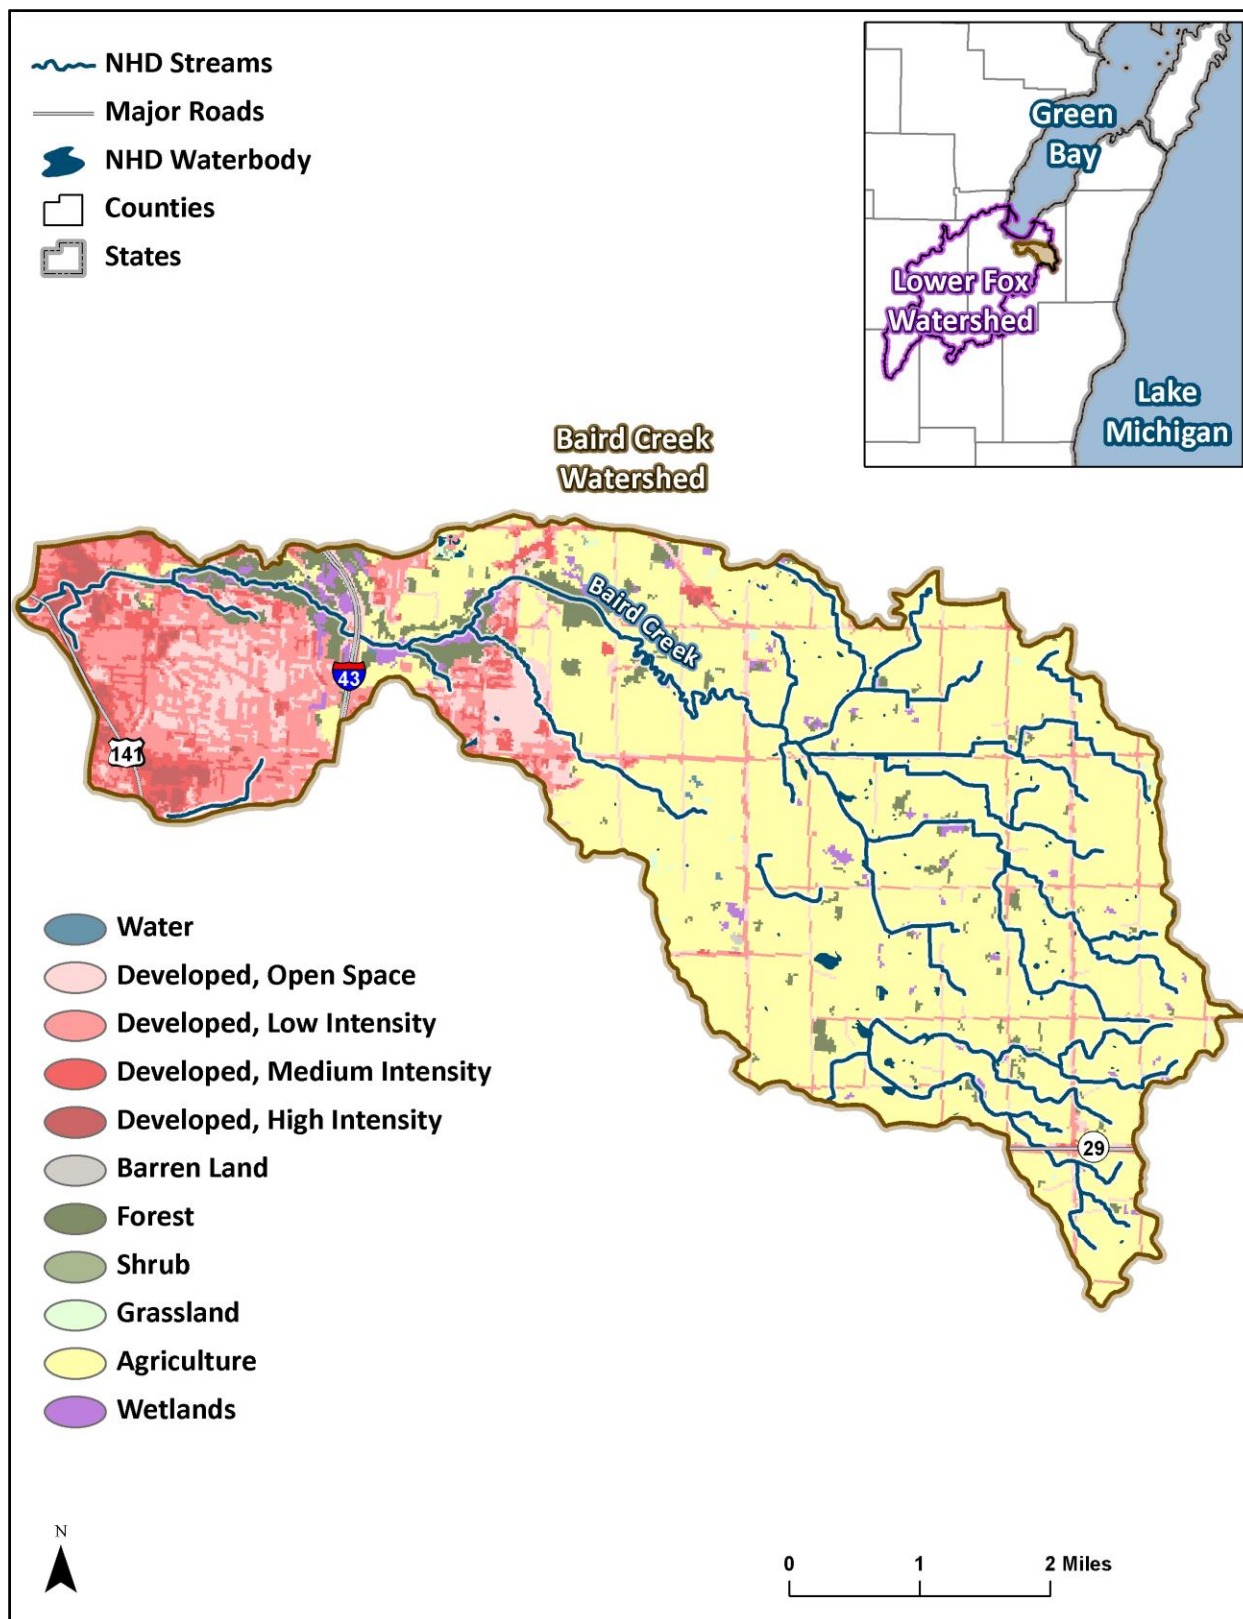 NHD Streams
Major Roads
NHD Waterbody
Counties
States
Green
Bay
Lower Fox
Watershed
Lake
Michigan
Baird Creek
Watershed
Baird Creek
43
141
29
Water
Developed, Open Space
Developed, Low Intensity
Developed, Medium Intensity
Developed, High Intensity
Barren Land
Forest
Shrub
Grassland
Agriculture
Wetlands
N
0 1 2 Miles